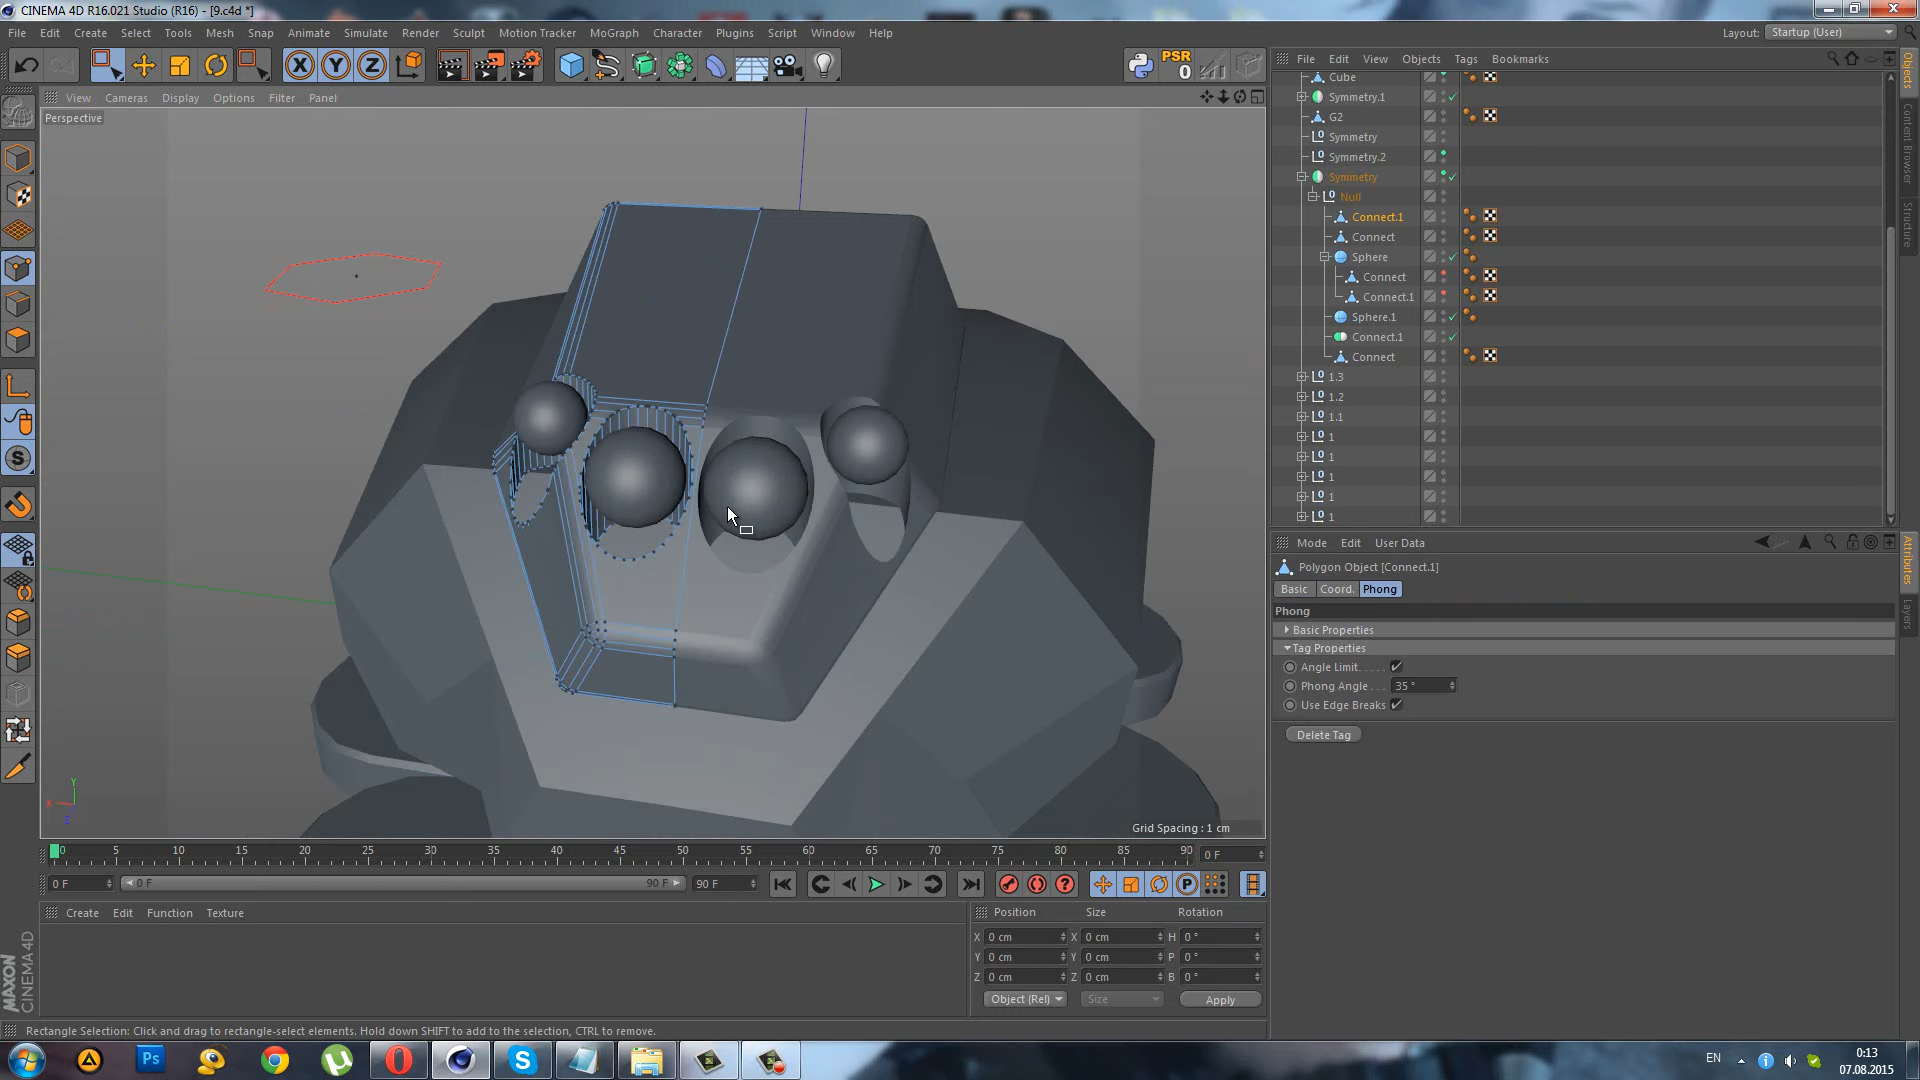 CINEMA 4D R16.021 Studio (R16) - [9.c4d *]
File Edit Create Select Tools Mesh Snap Animate Simulate Render Sculpt Motion Tracker MoGraph Character Plugins Script Window Help
Layout: Startup (User)
X Y Z
PSR
0
View Cameras Display Options Filter Panel
Perspective
Grid Spacing : 1 cm
File Edit View Objects Tags Bookmarks
Cube
Symmetry.1
G2
Symmetry
Symmetry.2
Symmetry
Null
Connect.1
Connect
Sphere
Connect
Connect.1
Sphere.1
Connect.1
Connect
1.3
1.2
1.1
1
1
1
1
1
Objects
Content Browser
Structure
Mode Edit User Data
Polygon Object [Connect.1]
Basic Coord. Phong
Phong
Basic Properties
Tag Properties
Angle Limit.....
Phong Angle... 35 °
Use Edge Breaks
Delete Tag
Attributes
Layers
0 5 10 15 20 25 30 35 40 45 50 55 60 65 70 75 80 85 90 0 F
0 F 0 F 90 F 90 F
Create Edit Function Texture
Position Size Rotation
X 0 cm X 0 cm H 0 °
Y 0 cm Y 0 cm P 0 °
Z 0 cm Z 0 cm B 0 °
Object (Rel) Size Apply
MAXON
CINEMA 4D
Rectangle Selection: Click and drag to rectangle-select elements. Hold down SHIFT to add to the selection, CTRL to remove.
Ps
EN
0:13
07.08.2015